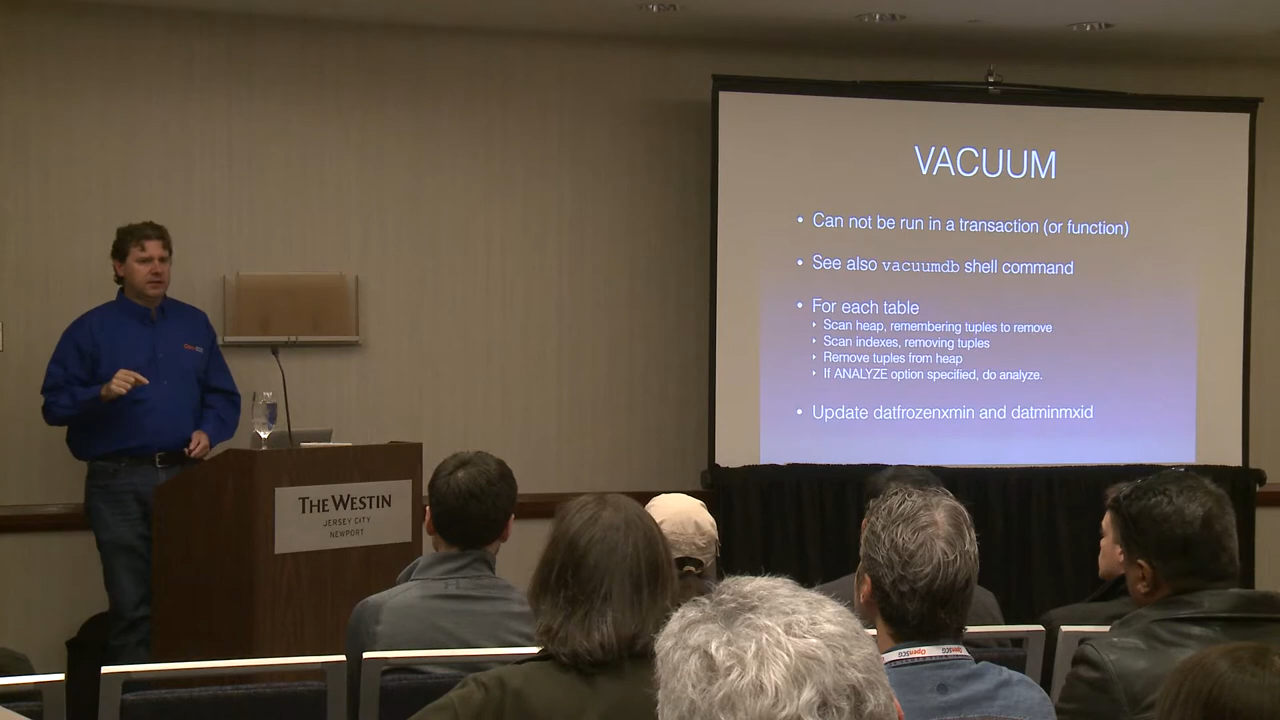 VACUUM
• Can not be run in a transaction (or function)
• See also vacuumdb shell command
• For each table
‣ Scan heap, remembering tuples to remove
‣ Scan indexes, removing tuples
‣ Remove tuples from heap
‣ If ANALYZE option specified, do analyze.
• Update datfrozenxmin and datminmxid
THE WESTIN
JERSEY CITY
NEWPORT
OpenSCG